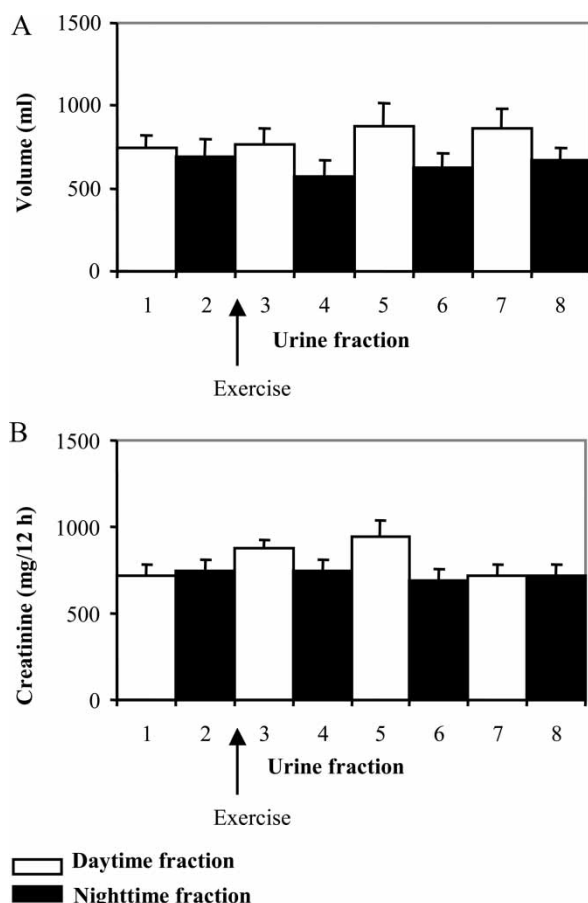 A
1500
1000
500
0
Volume (ml)
1 2 3 4 5 6 7 8
Urine fraction
Exercise
B
1500
1000
500
0
Creatinine (mg/12 h)
1 2 3 4 5 6 7 8
Urine fraction
Exercise
Daytime fraction
Nighttime fraction